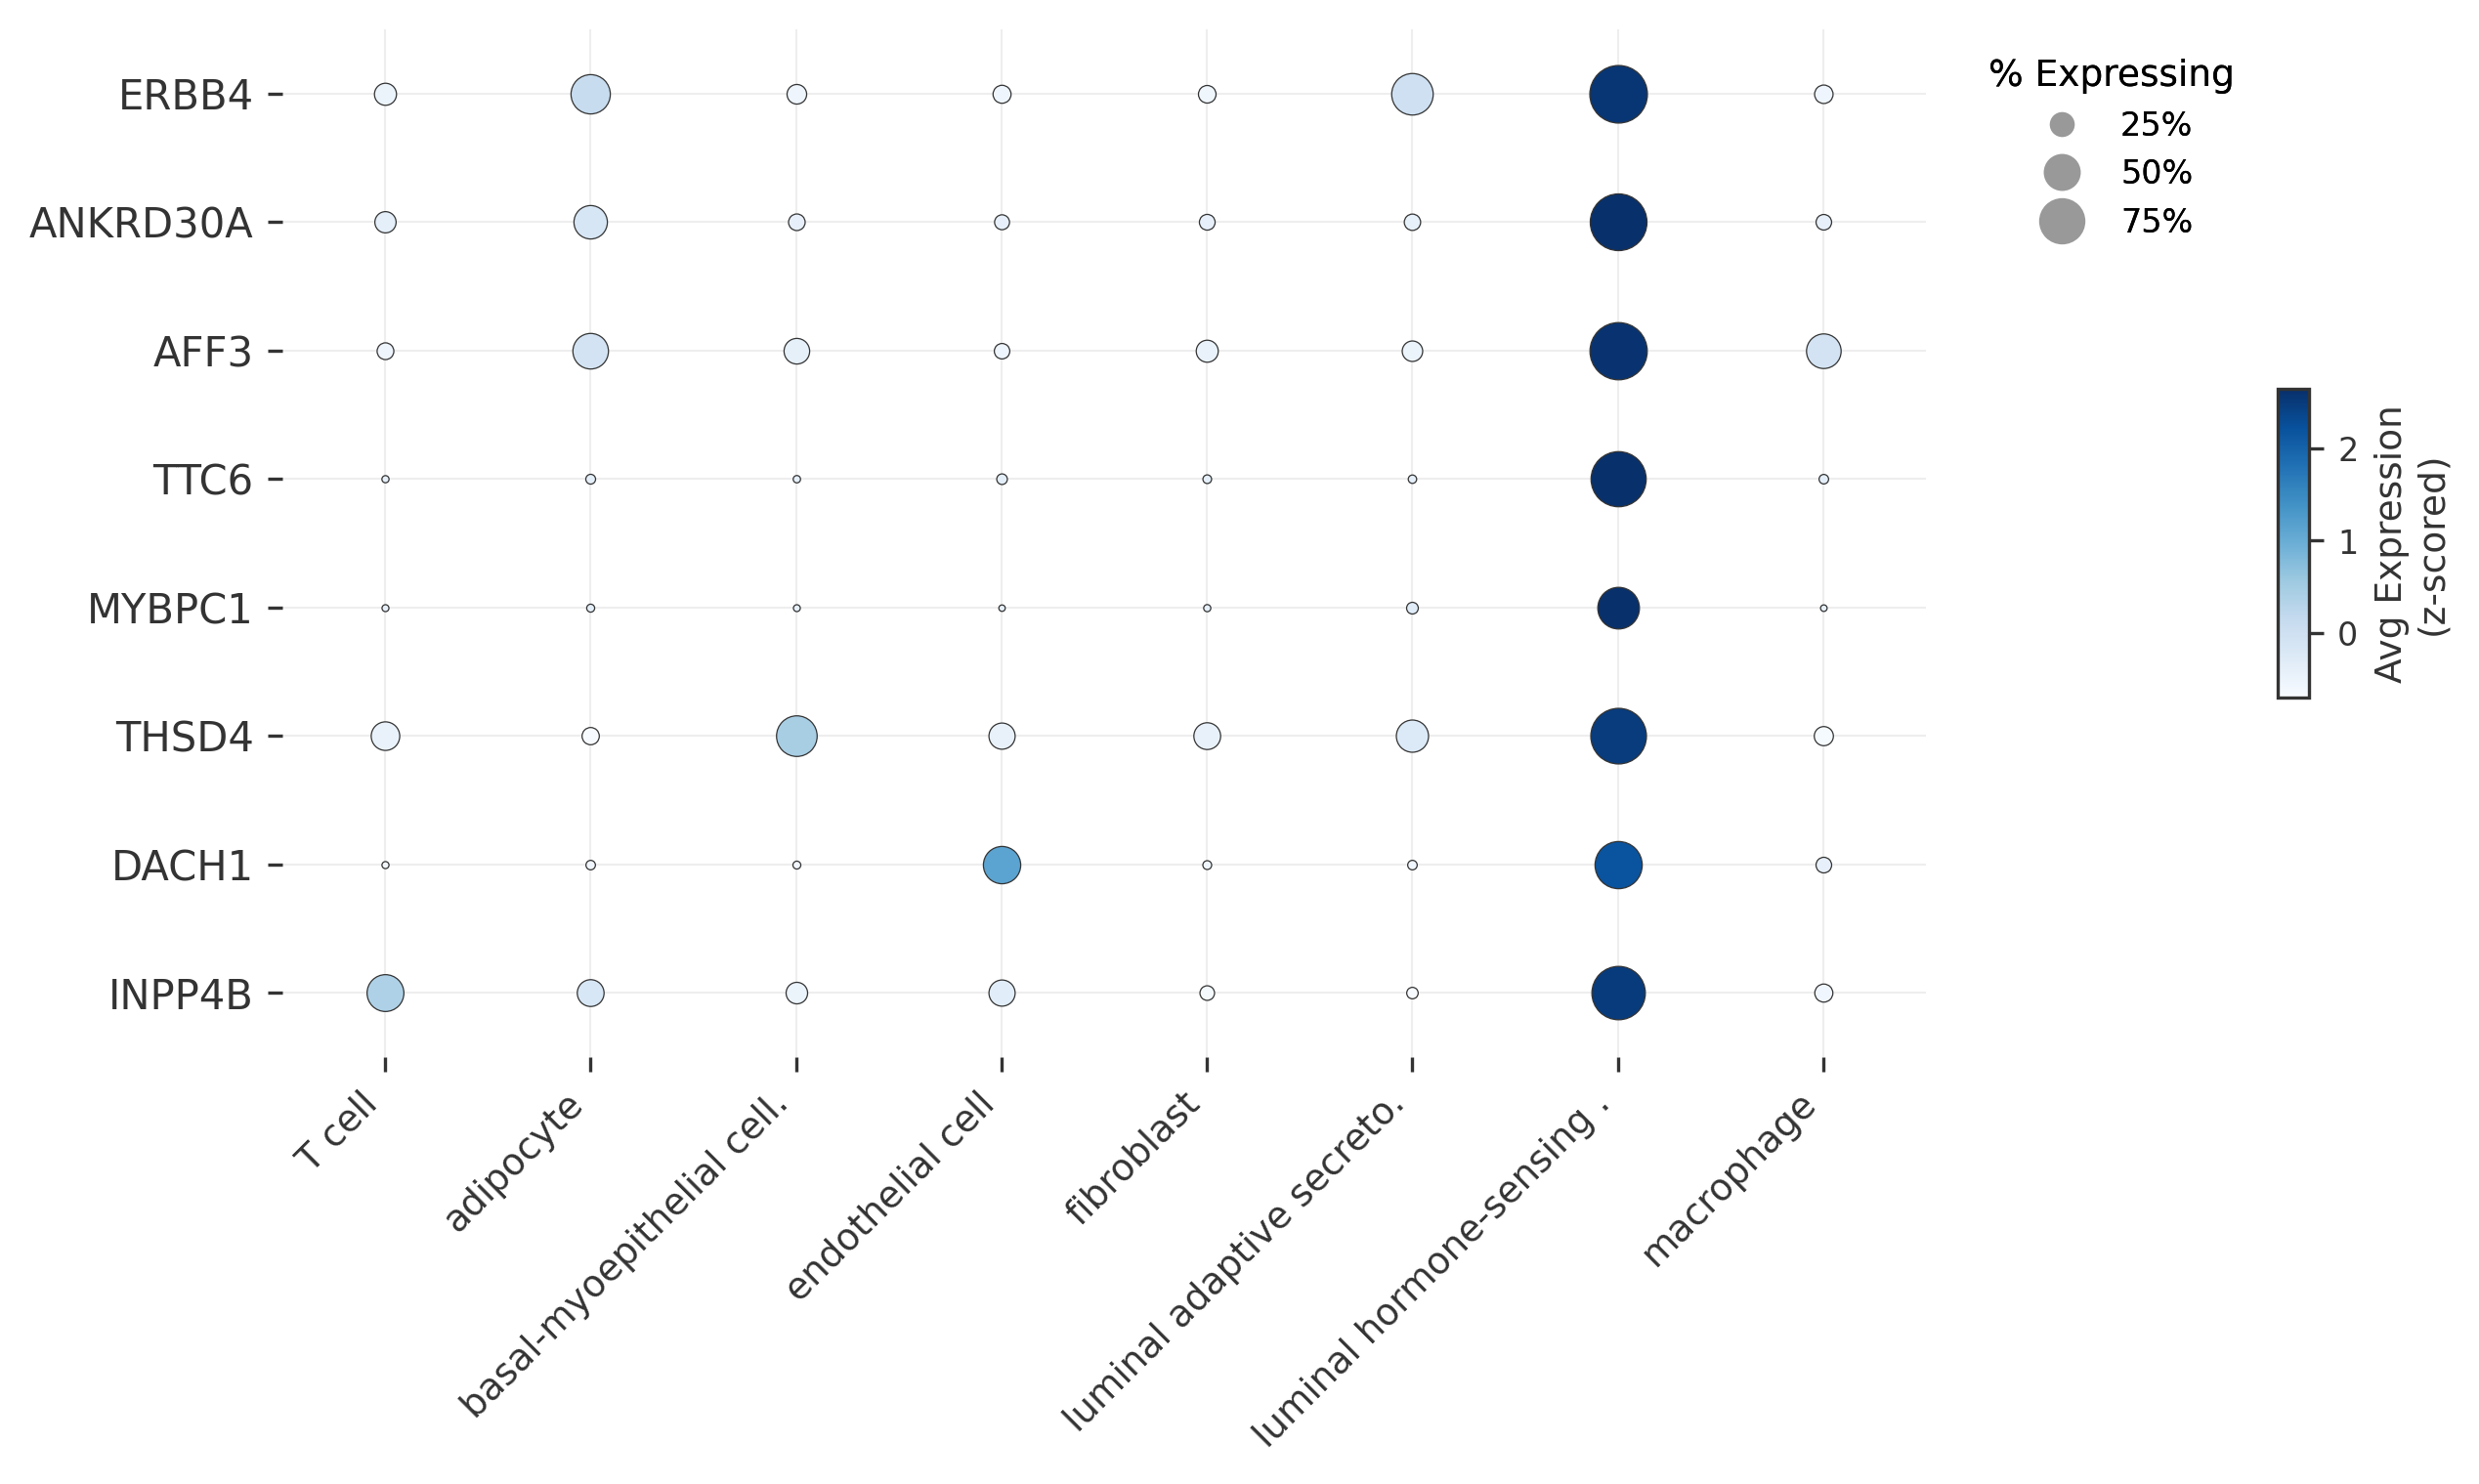 ERBB4
ANKRD30A
AFF3
TTC6
MYBPC1
THSD4
DACH1
INPP4B
T cell
adipocyte
basal-myoepithelial cell.
endothelial cell
fibroblast
luminal adaptive secreto.
luminal hormone-sensing .
macrophage
% Expressing
25%
50%
75%
2
1
0
Avg Expression
(z-scored)